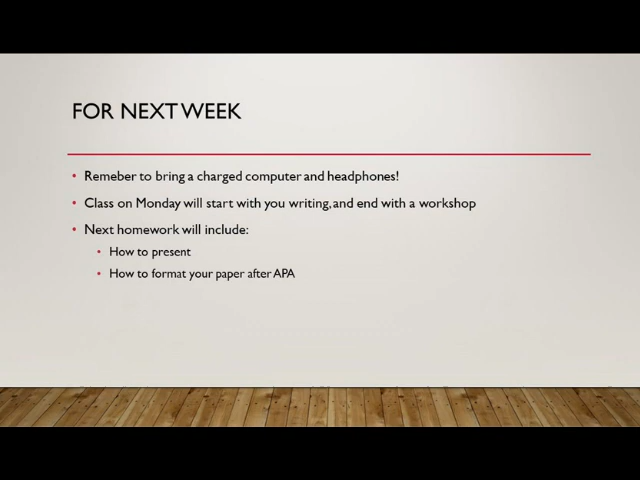 FOR NEXT WEEK
• Remeber to bring a charged computer and headphones!
• Class on Monday will start with you writing, and end with a workshop
• Next homework will include:
• How to present
• How to format your paper after APA